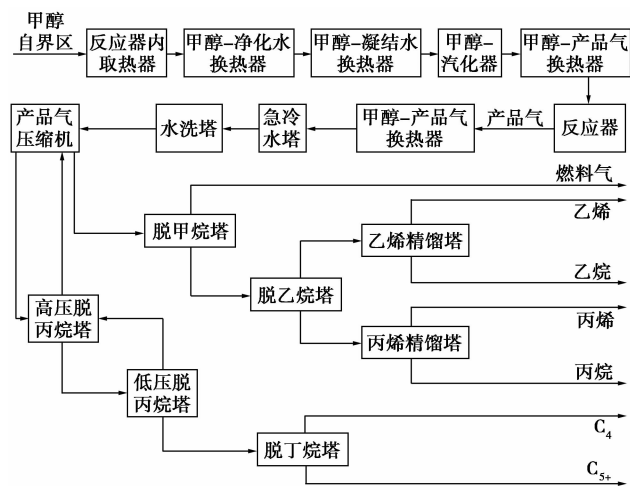 甲醇
自界区
反应器内
取热器
甲醇-净化水
换热器
甲醇-凝结水
换热器
甲醇-
汽化器
甲醇-产品气
换热器
产品气
压缩机
水洗塔
急冷
水塔
甲醇-产品气
换热器
产品气
反应器
燃料气
脱甲烷塔
乙烯
乙烯精馏塔
乙烷
脱乙烷塔
高压脱
丙烷塔
丙烯
丙烯精馏塔
丙烷
低压脱
丙烷塔
C₄
脱丁烷塔
C₅₊